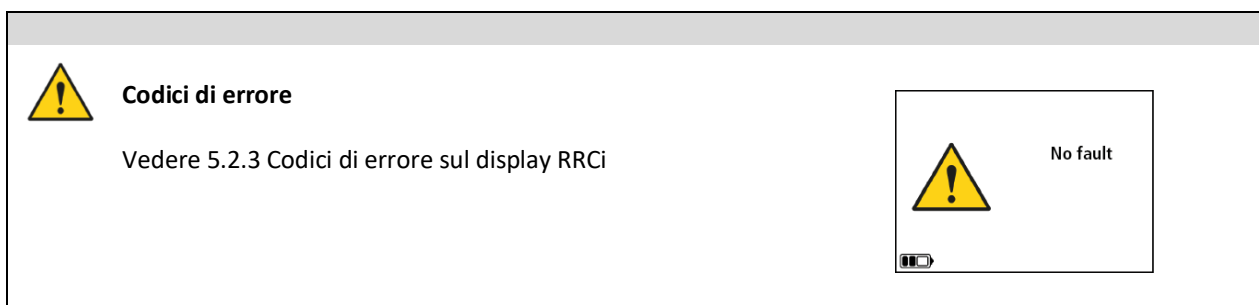 Codici di errore
Vedere 5.2.3 Codici di errore sul display RRCi
No fault